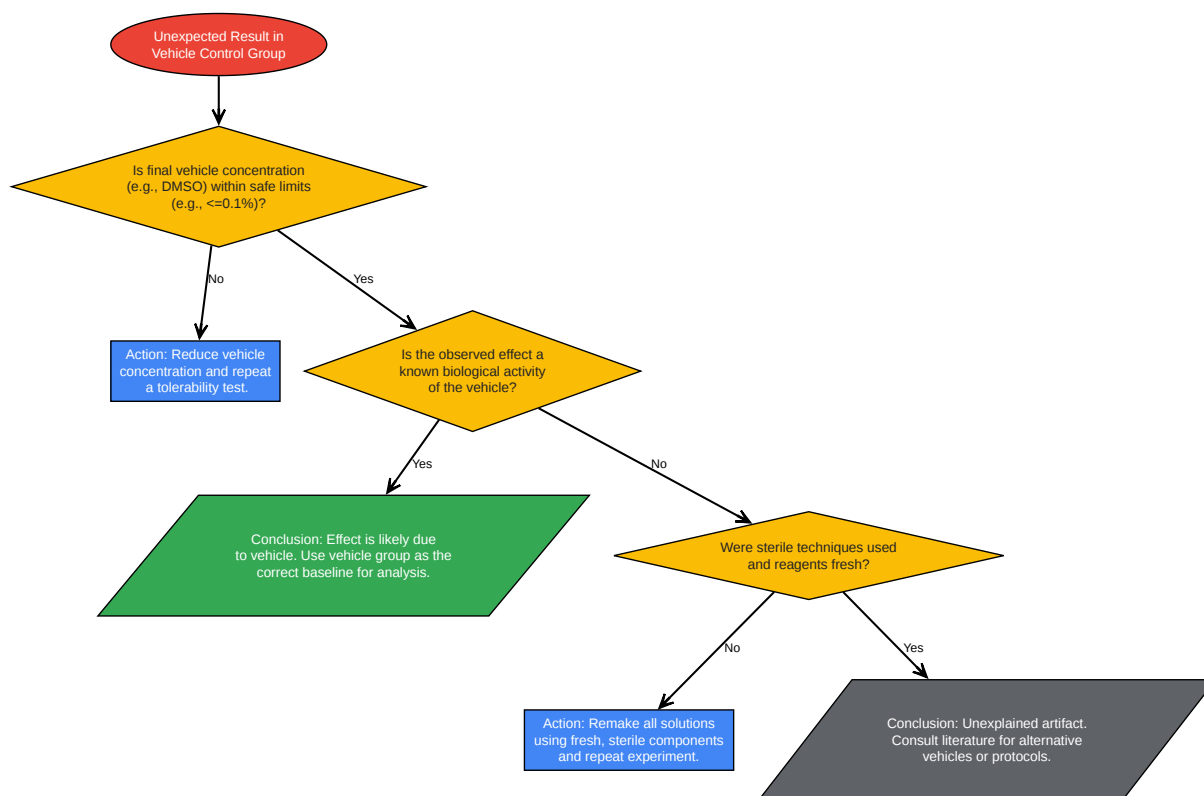 Unexpected Result in
Vehicle Control Group
Is final vehicle concentration
(e.g., DMSO) within safe limits
(e.g., <=0.1%)?
No
Yes
Action: Reduce vehicle
concentration and repeat
a tolerability test.
Is the observed effect a
known biological activity
of the vehicle?
Yes
No
Conclusion: Effect is likely due
to vehicle. Use vehicle group as the
correct baseline for analysis.
Were sterile techniques used
and reagents fresh?
No
Yes
Action: Remake all solutions
using fresh, sterile components
and repeat experiment.
Conclusion: Unexplained artifact.
Consult literature for alternative
vehicles or protocols.